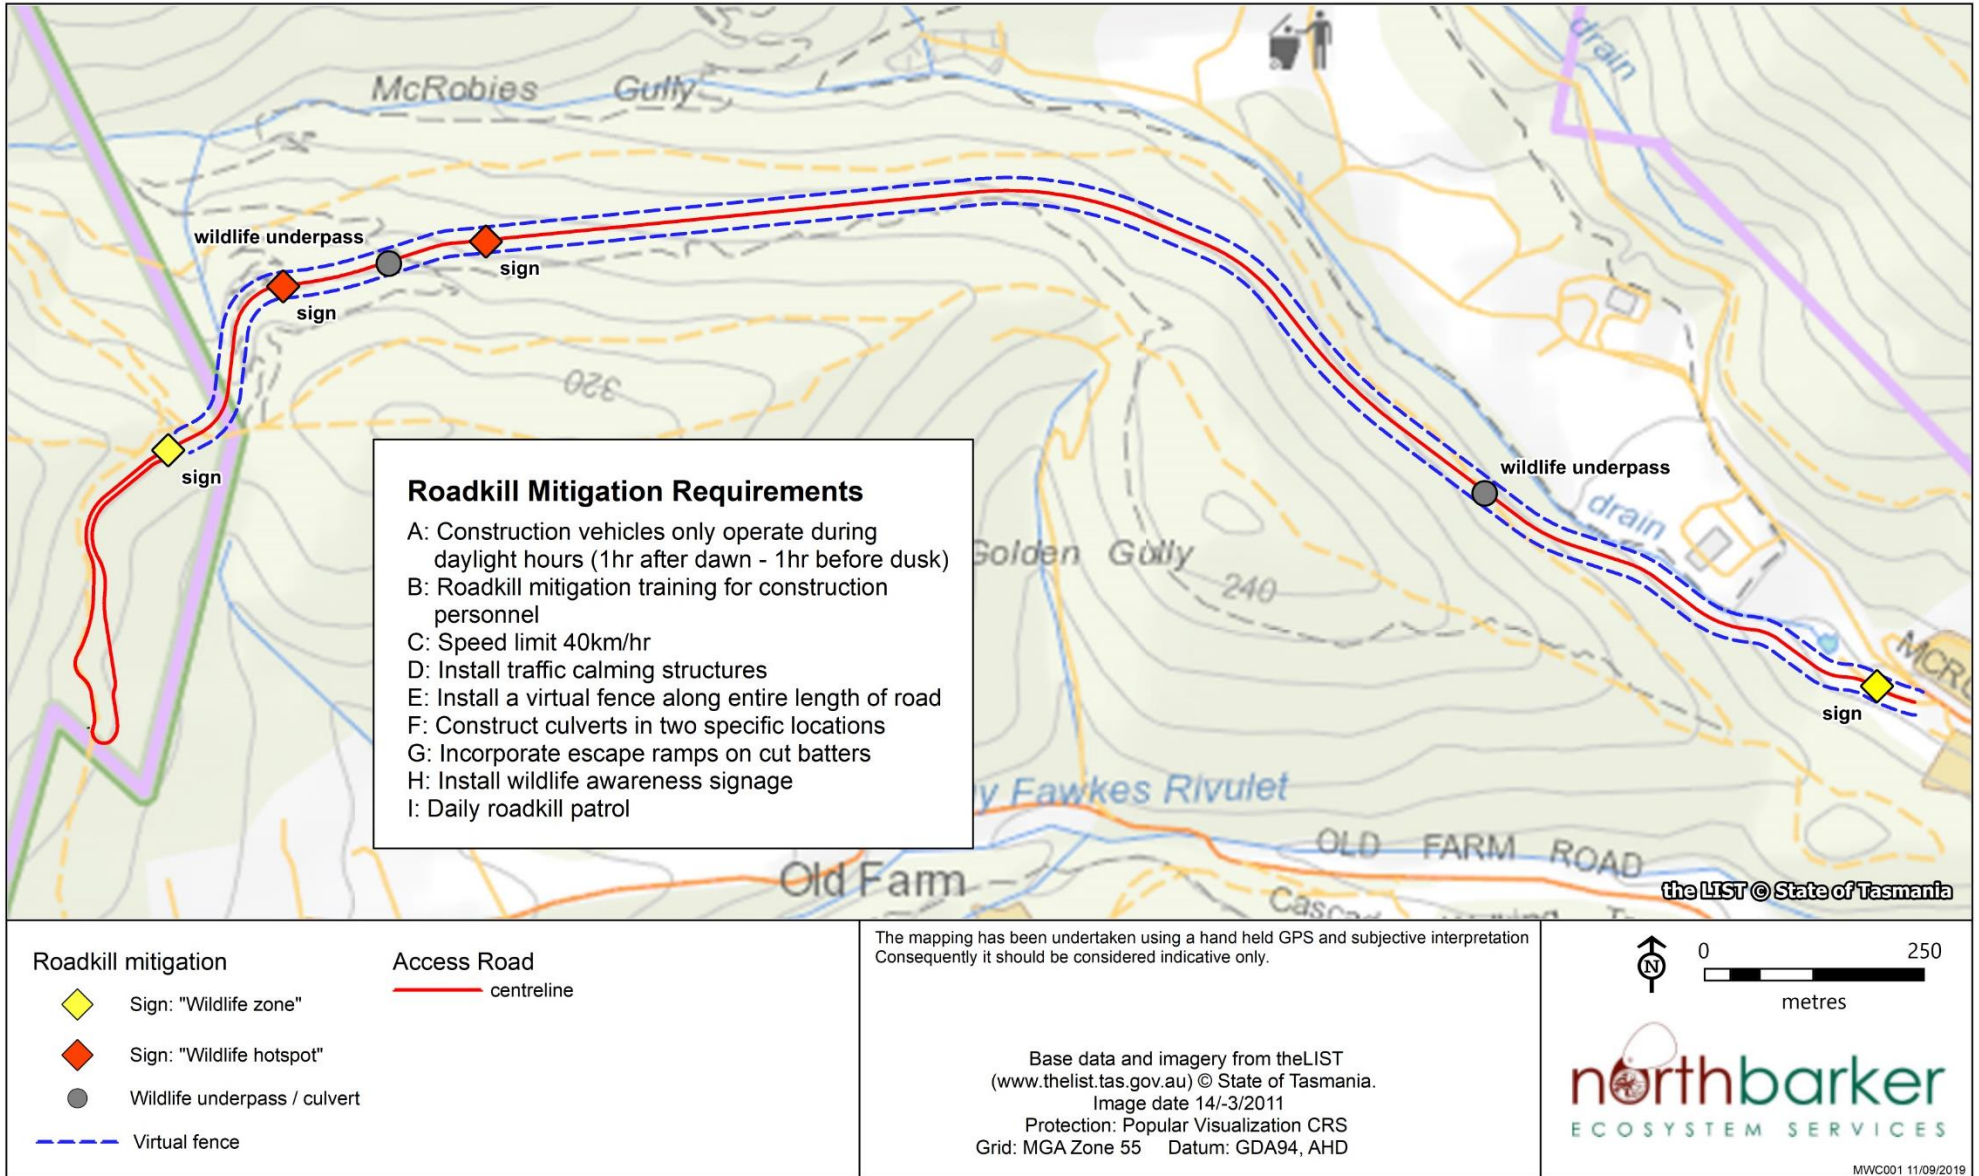 drain
McRobies Gully
wildlife underpass
sign
sign
320
sign
wildlife underpass
drain
Golden Gully
240
sign
Roadkill Mitigation Requirements
A: Construction vehicles only operate during
daylight hours (1hr after dawn - 1hr before dusk)
B: Roadkill mitigation training for construction
personnel
C: Speed limit 40km/hr
D: Install traffic calming structures
E: Install a virtual fence along entire length of road
F: Construct culverts in two specific locations
G: Incorporate escape ramps on cut batters
H: Install wildlife awareness signage
I: Daily roadkill patrol
y Fawkes Rivulet
OLD FARM ROAD
Old Farm
the LIST © State of Tasmania
Roadkill mitigation
Sign: "Wildlife zone"
Sign: "Wildlife hotspot"
Wildlife underpass / culvert
Virtual fence
Access Road
centreline
The mapping has been undertaken using a hand held GPS and subjective interpretation
Consequently it should be considered indicative only.
Base data and imagery from theLIST
(www.thelist.tas.gov.au) © State of Tasmania.
Image date 14/-3/2011
Protection: Popular Visualization CRS
Grid: MGA Zone 55 Datum: GDA94, AHD
N
0 250
metres
northbarker
ECOSYSTEM SERVICES
MWC001 11/09/2019